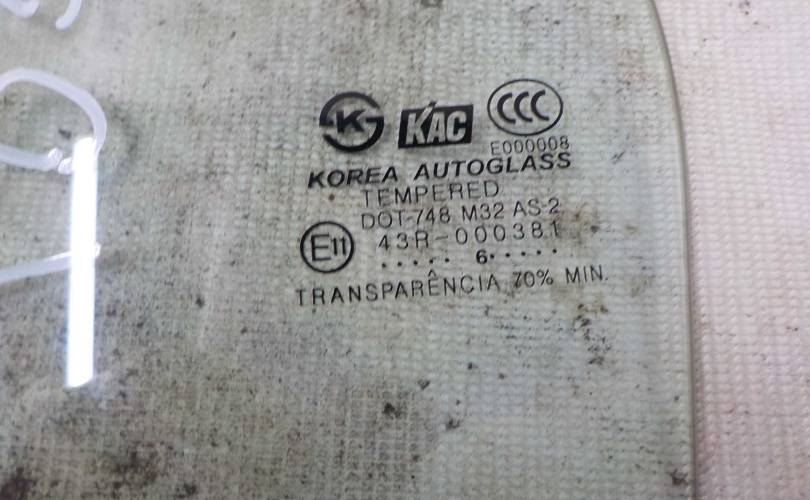 KAC CCC
E000008
KOREA AUTOGLASS
TEMPERED
DOT-748 M32 AS-2
E11 43R-000381
. . . . . 6 . . . . .
TRANSPARÊNCIA 70% MIN.